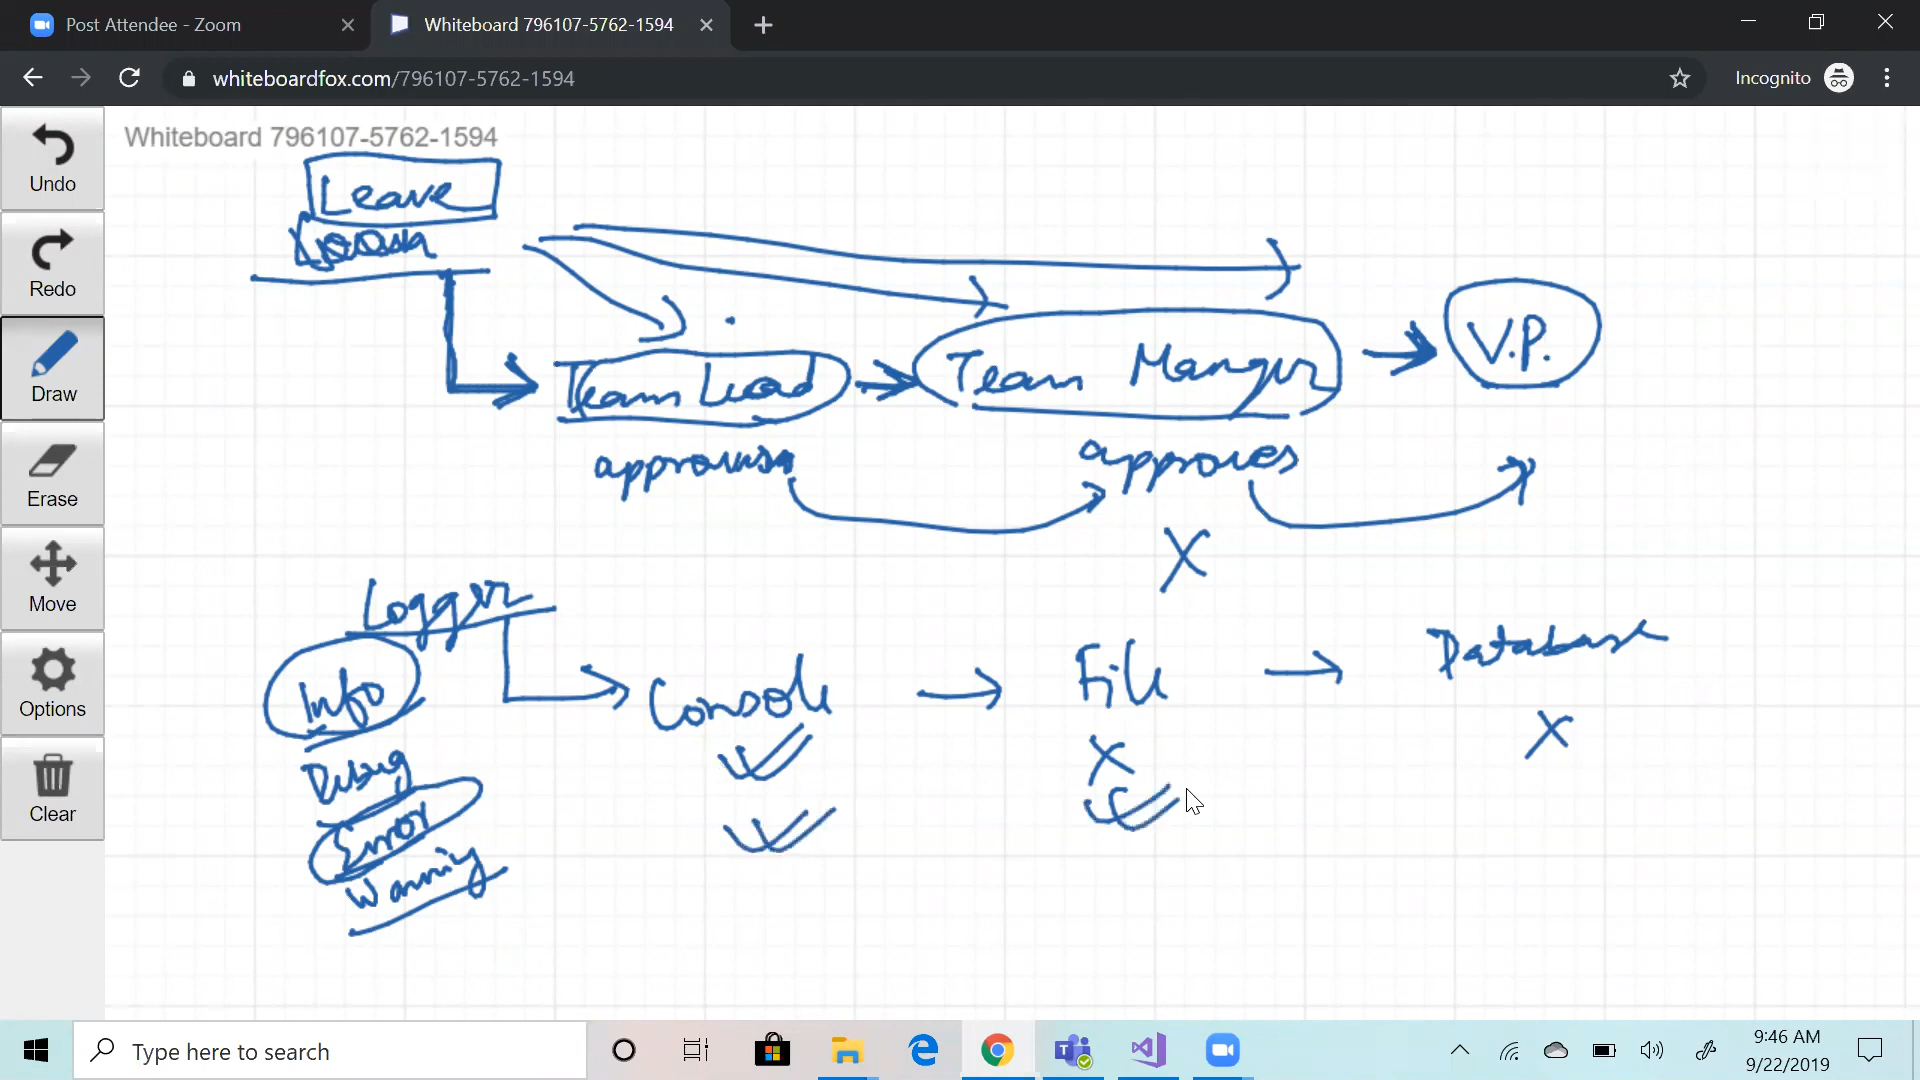 Post Attendee - Zoom
Whiteboard 796107-5762-1594
whiteboardfox.com/796107-5762-1594
Incognito
Undo
Redo
Draw
Erase
Move
Options
Clear
Whiteboard 796107-5762-1594
Leave
Team Lead
Team Manger
V.P.
approves
Logger
Info
Console
File
Database
Debug
Error
Warning
Type here to search
9:46 AM
9/22/2019